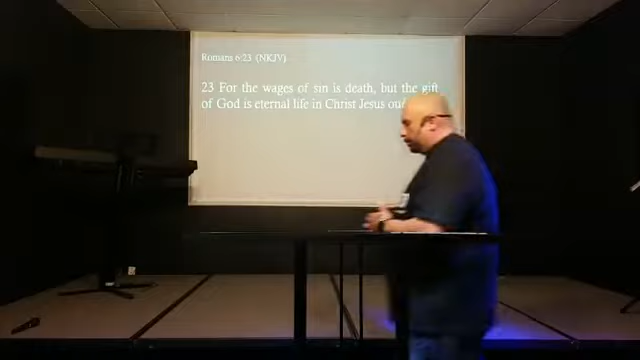 Romans 6:23 (NKJV)
23 For the wages of sin is death, but the gift
of God is eternal life in Christ Jesus